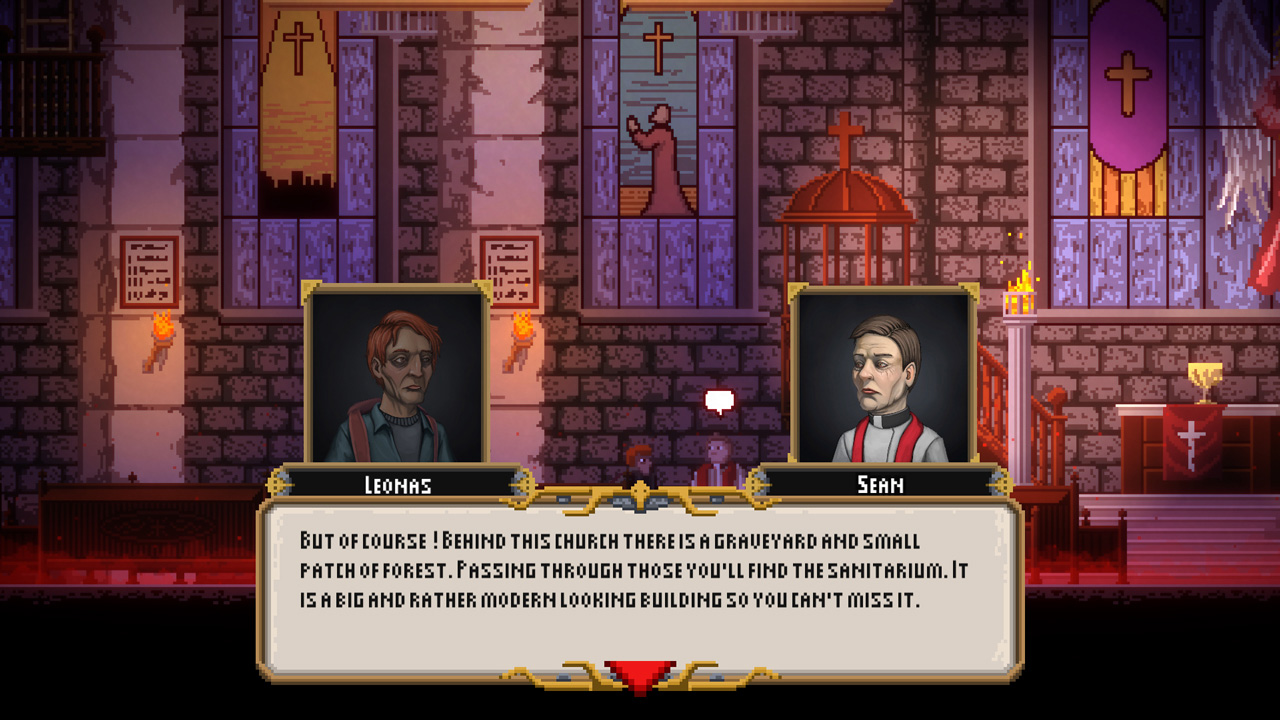 LEONAS
SEAN
BUT OF COURSE ! BEHIND THIS CHURCH THERE IS A GRAVEYARD AND SMALL
PATCH OF FOREST. PASSING THROUGH THOSE YOU'LL FIND THE SANITARIUM. IT
IS A BIG AND RATHER MODERN LOOKING BUILDING SO YOU CAN'T MISS IT.